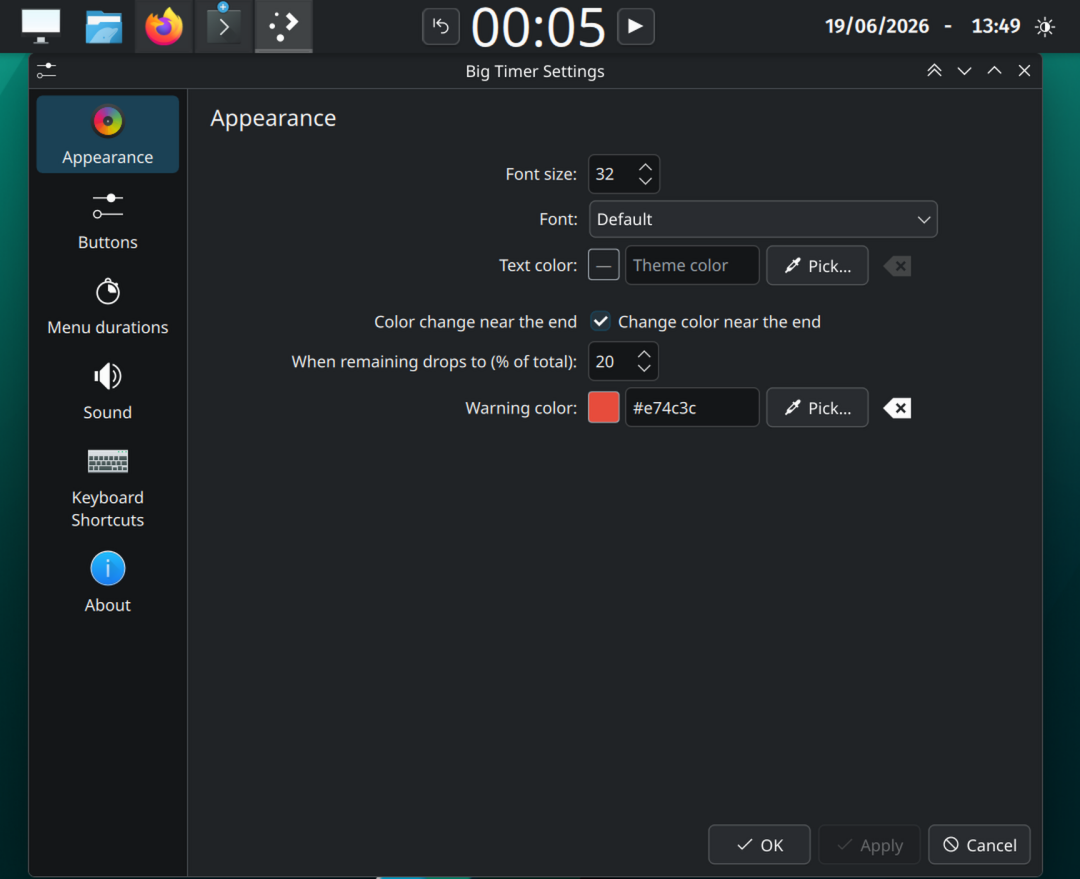 00:05
19/06/2026 - 13:49
Big Timer Settings
Appearance
Buttons
Menu durations
Sound
Keyboard
Shortcuts
About
Appearance
Font size: 32
Font: Default
Text color: Theme color Pick...
Color change near the end Change color near the end
When remaining drops to (% of total): 20
Warning color: #e74c3c Pick...
OK Apply Cancel